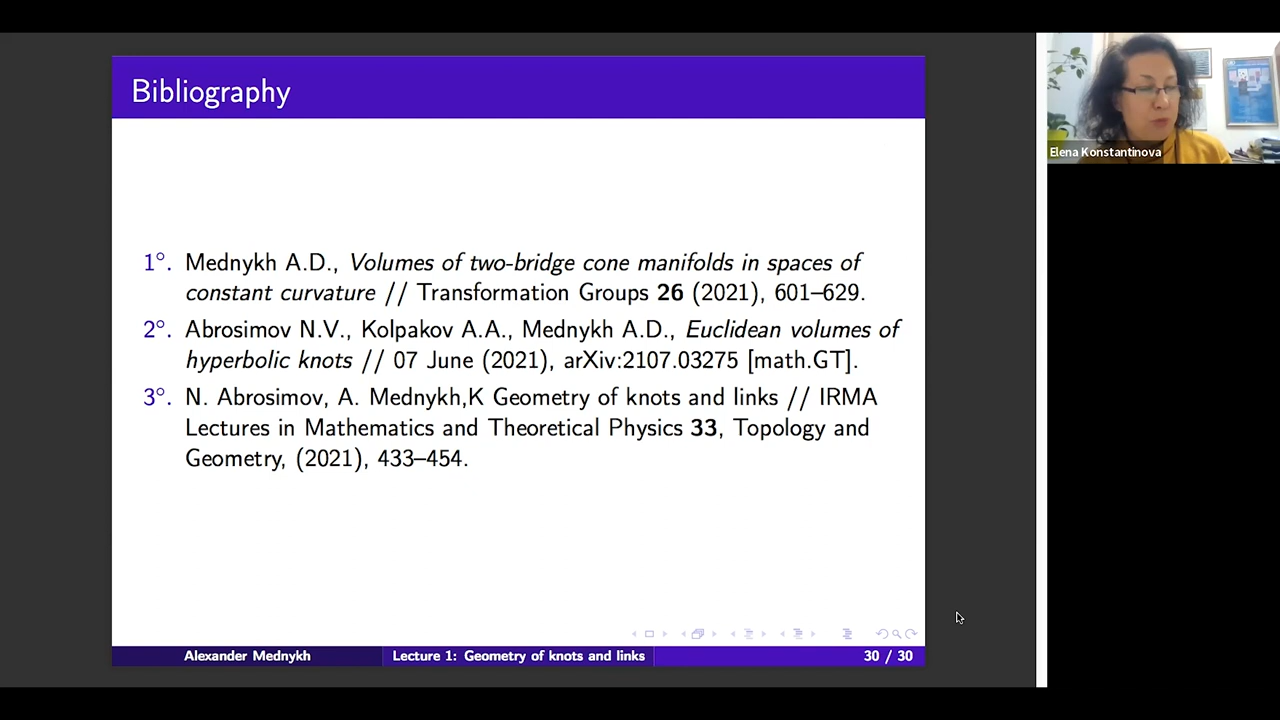 Bibliography
1°. Mednykh A.D., Volumes of two-bridge cone manifolds in spaces of
constant curvature // Transformation Groups 26 (2021), 601–629.
2°. Abrosimov N.V., Kolpakov A.A., Mednykh A.D., Euclidean volumes of
hyperbolic knots // 07 June (2021), arXiv:2107.03275 [math.GT].
3°. N. Abrosimov, A. Mednykh,K Geometry of knots and links // IRMA
Lectures in Mathematics and Theoretical Physics 33, Topology and
Geometry, (2021), 433–454.
Alexander Mednykh
Lecture 1: Geometry of knots and links
30 / 30
Elena Konstantinova